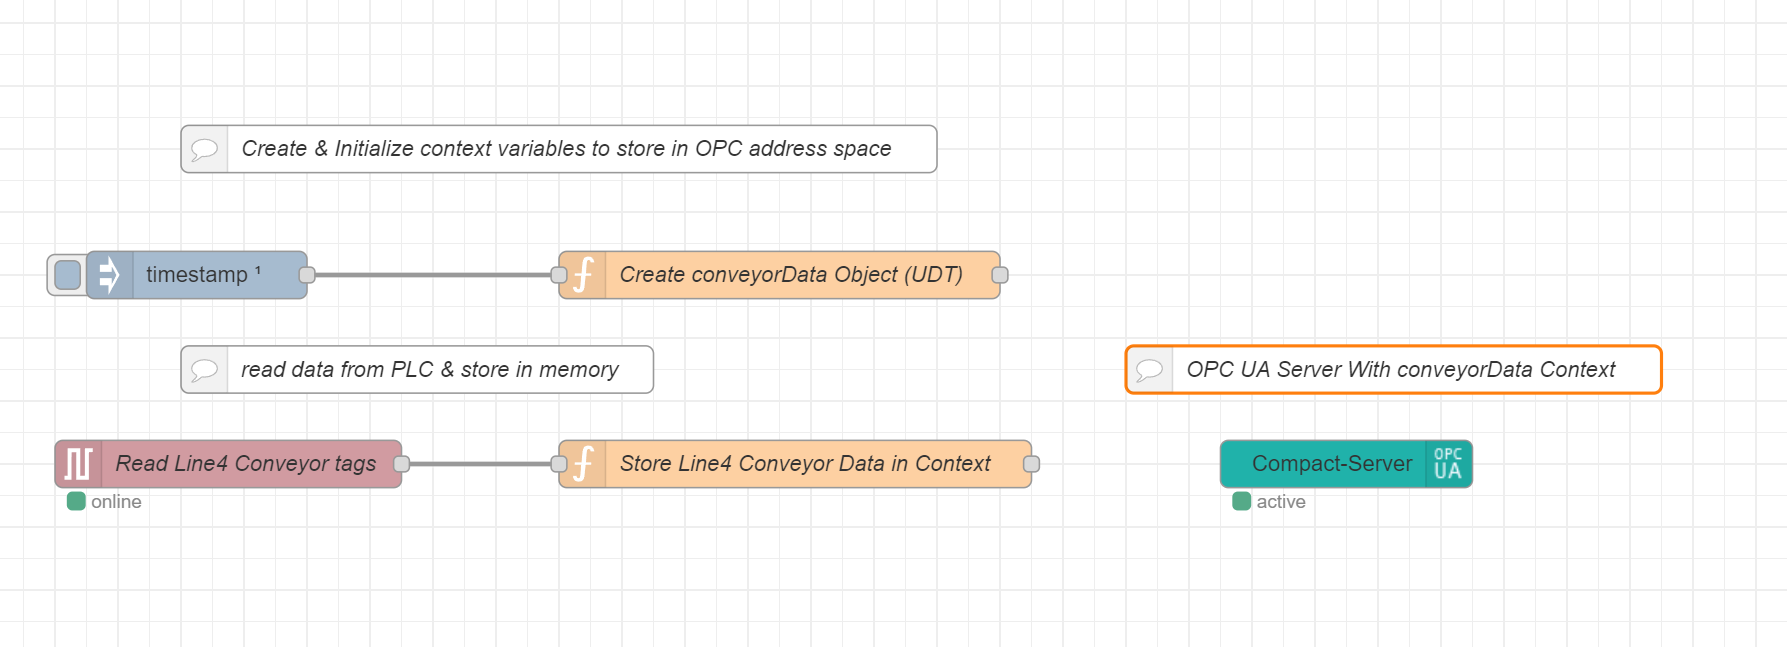 Create & Initialize context variables to store in OPC address space
timestamp ¹
Create conveyorData Object (UDT)
read data from PLC & store in memory
OPC UA Server With conveyorData Context
Read Line4 Conveyor tags
online
Store Line4 Conveyor Data in Context
Compact-Server
OPC
UA
active